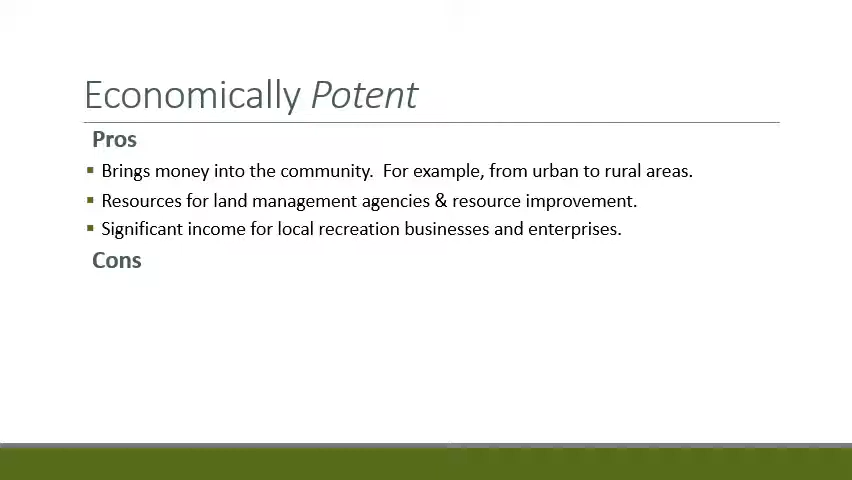 Economically Potent
Pros
Brings money into the community.  For example, from urban to rural areas.
Resources for land management agencies & resource improvement.
Significant income for local recreation businesses and enterprises.
Cons